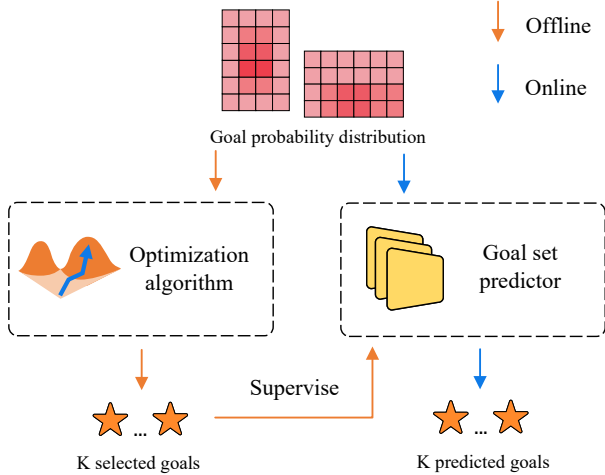 Offline
Online
Goal probability distribution
Optimization
algorithm
Goal set
predictor
Supervise
...
...
K selected goals
K predicted goals